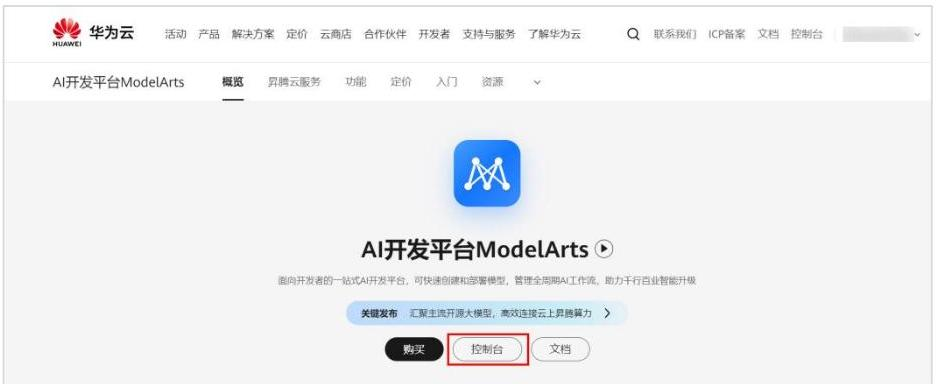 HUAWEI 华为云 活动 产品 解决方案 定价 云商店 合作伙伴 开发者 支持与服务 了解华为云 联系我们 ICP备案 文档 控制台
AI开发平台ModelArts 概览 昇腾云服务 功能 定价 入门 资源
AI开发平台ModelArts
面向开发者的一站式AI开发平台，可快速创建和部署模型，管理全周期AI工作流，助力千行百业智能升级
关键发布 汇聚主流开源大模型，高效连接云上昇腾算力
购买 控制台 文档